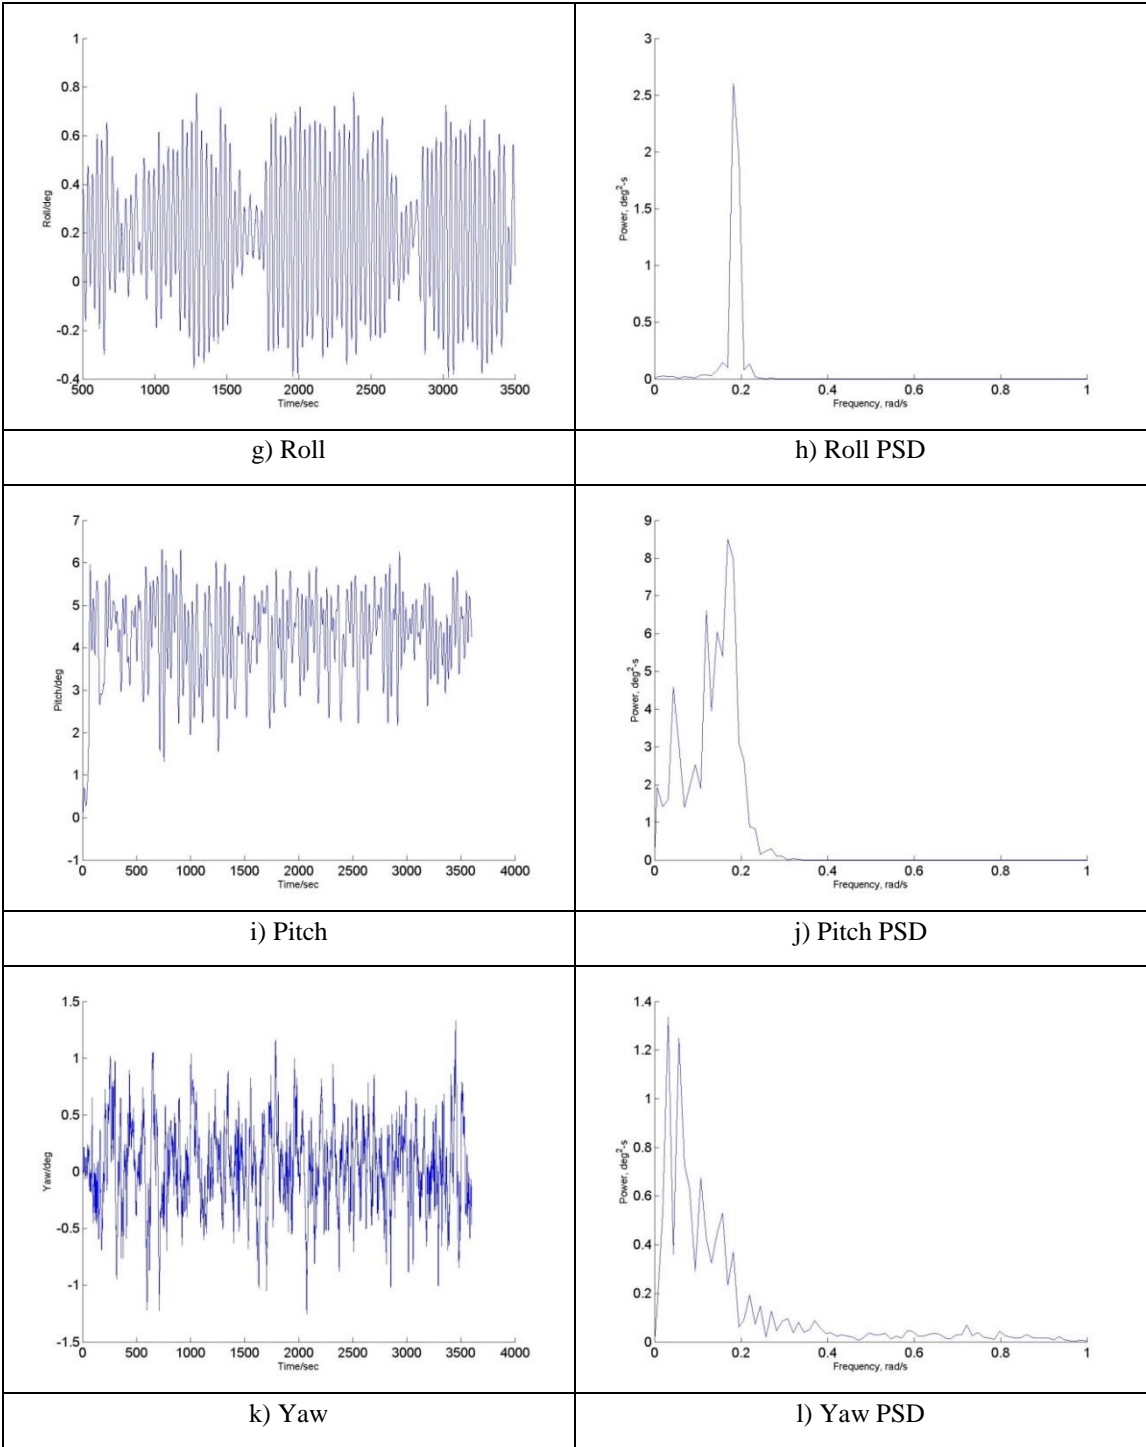 1
0.8
0.6
0.4
0.2
0
-0.2
-0.4
Roll/deg
500 1000 1500 2000 2500 3000 3500
Time/sec
3
2.5
2
1.5
1
0.5
0
Power, deg²-s
0 0.2 0.4 0.6 0.8 1
Frequency, rad/s
g) Roll
h) Roll PSD
7
6
5
4
3
2
1
0
-1
Pitch/deg
0 500 1000 1500 2000 2500 3000 3500 4000
Time/sec
9
8
7
6
5
4
3
2
1
0
Power, deg²-s
0 0.2 0.4 0.6 0.8 1
Frequency, rad/s
i) Pitch
j) Pitch PSD
1.5
1
0.5
0
-0.5
-1
-1.5
Yaw/deg
0 500 1000 1500 2000 2500 3000 3500 4000
Time/sec
1.4
1.2
1
0.8
0.6
0.4
0.2
0
Power, deg²-s
0 0.2 0.4 0.6 0.8 1
Frequency, rad/s
k) Yaw
l) Yaw PSD